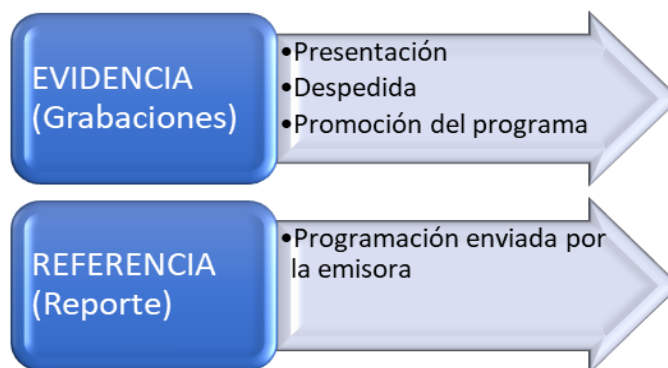 EVIDENCIA
(Grabaciones)
•Presentación
•Despedida
•Promoción del programa
REFERENCIA
(Reporte)
•Programación enviada por
la emisora